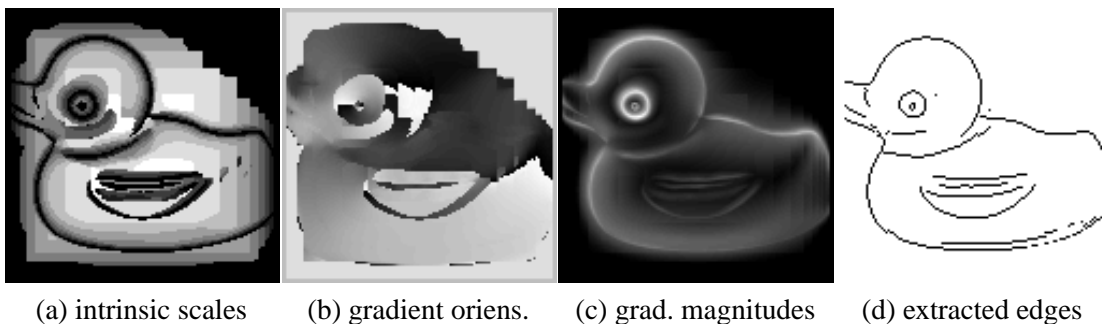 (a) intrinsic scales (b) gradient oriens. (c) grad. magnitudes (d) extracted edges